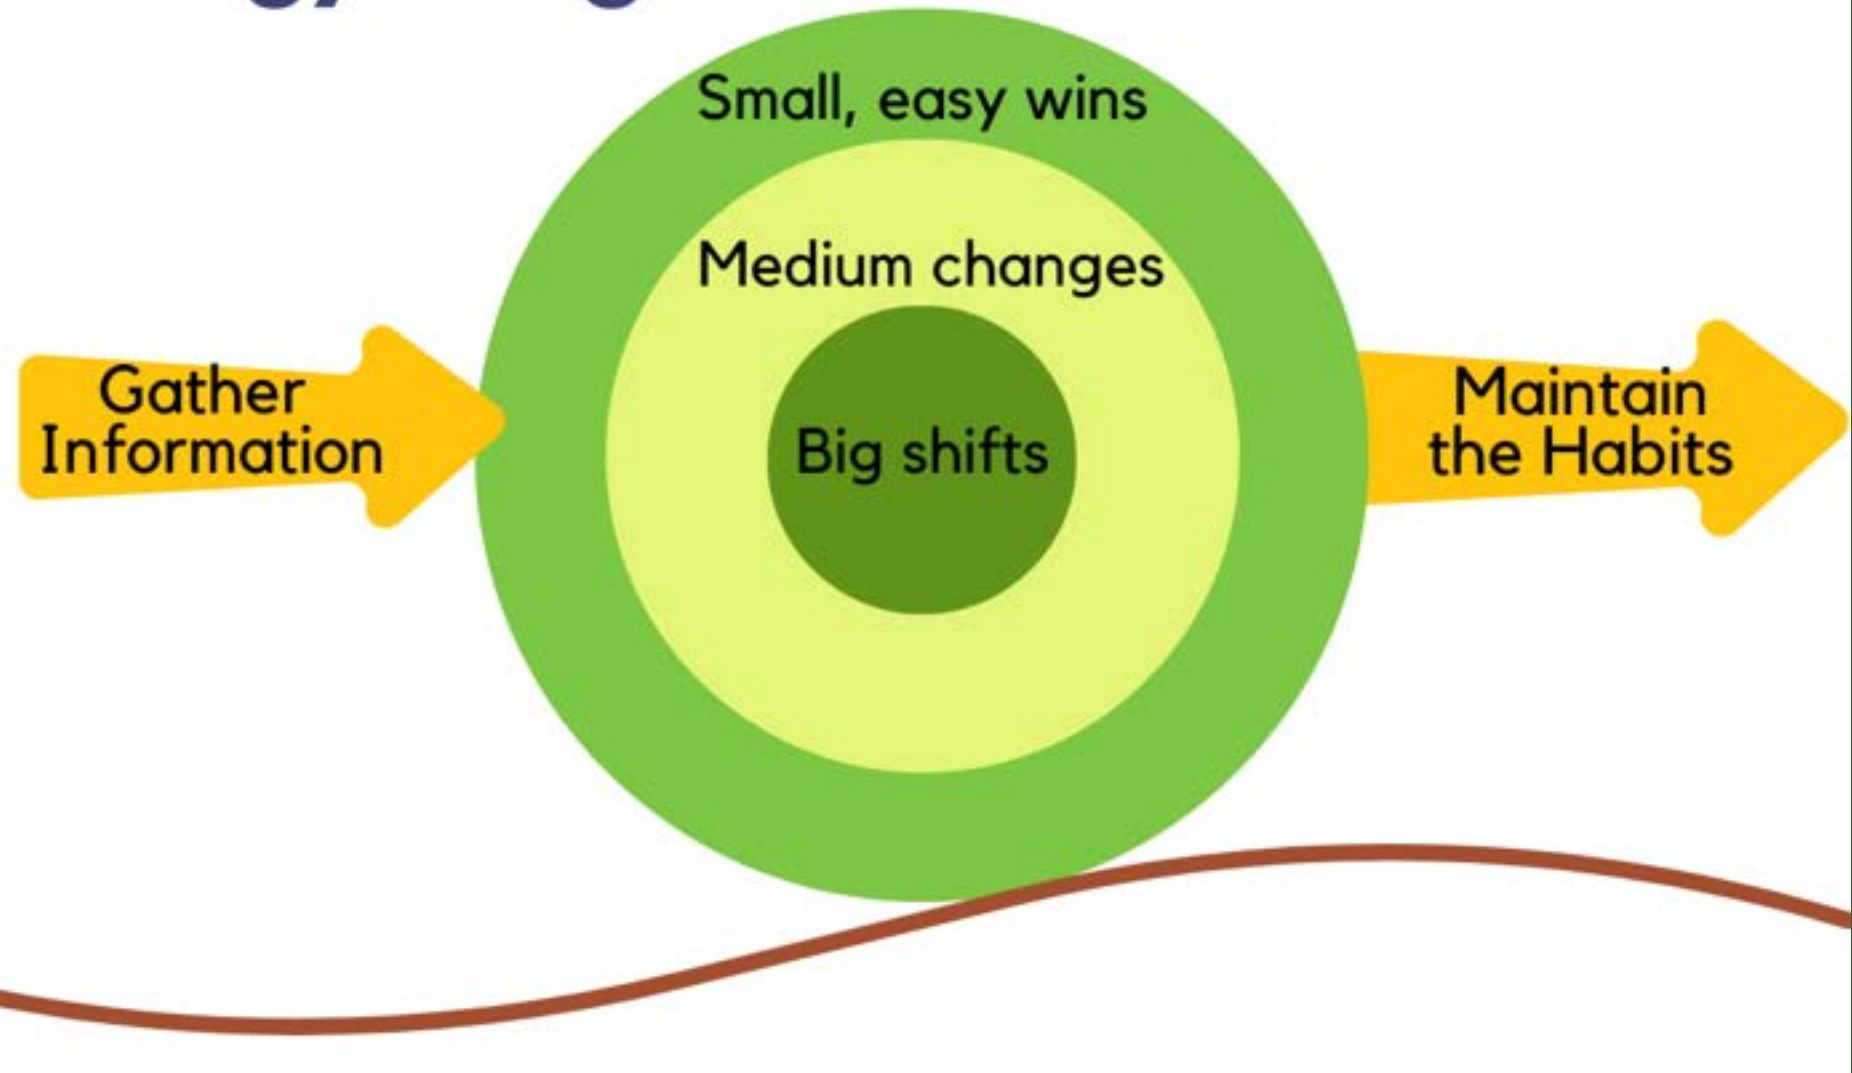 Small, easy wins
Medium changes
Gather
Information
Big shifts
Maintain
the Habits